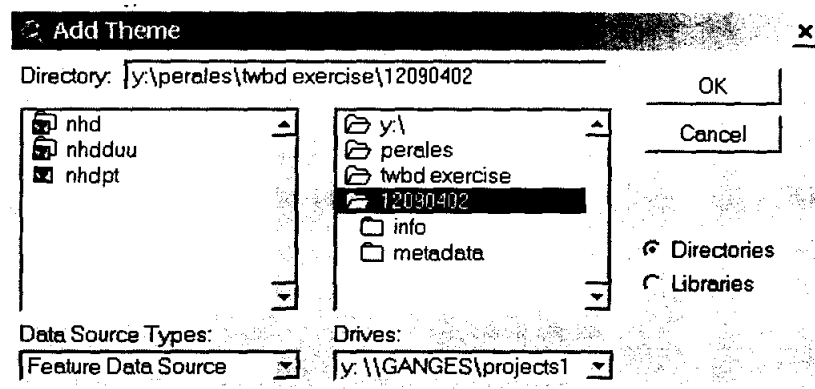 Add Theme
Directory: y:\perales\twbd exercise\12090402
OK
Cancel
nhd
nhdduu
nhdpt
y:\
perales
twbd exercise
12090402
info
metadata
Directories
Libraries
Data Source Types:
Feature Data Source
Drives:
y: \\GANGES\projects1